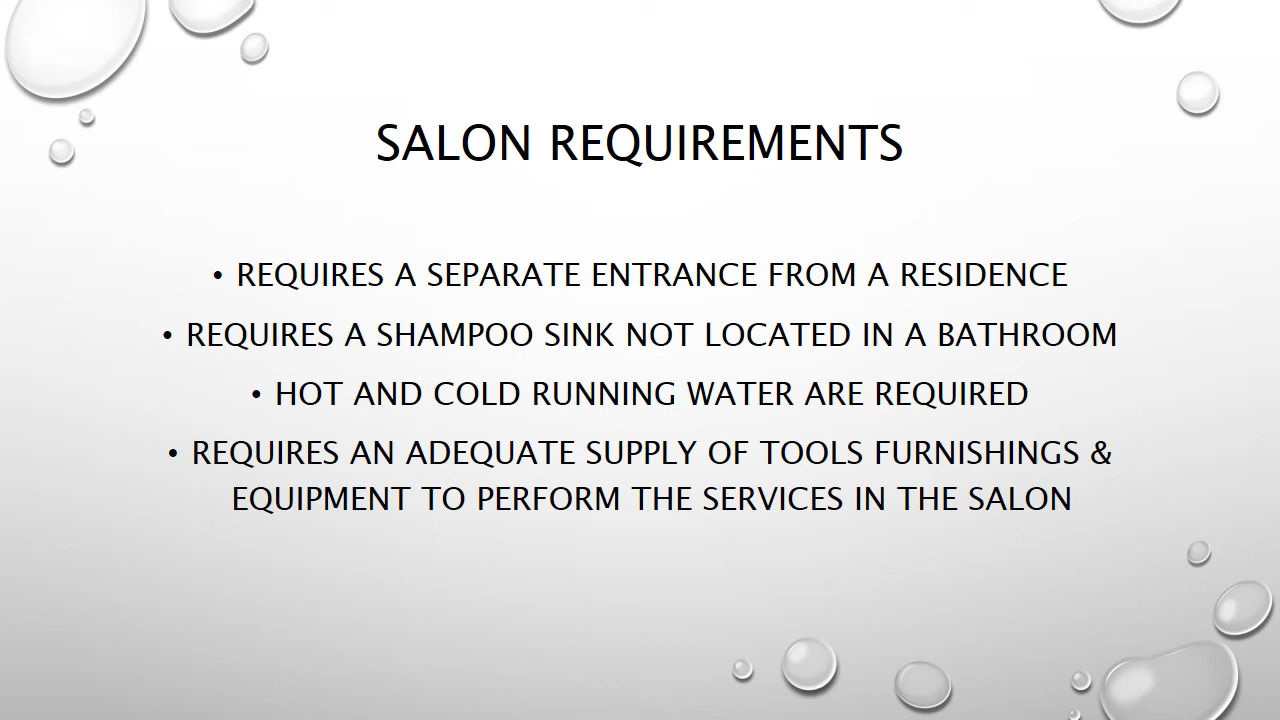 SALON REQUIREMENTS
• REQUIRES A SEPARATE ENTRANCE FROM A RESIDENCE
• REQUIRES A SHAMPOO SINK NOT LOCATED IN A BATHROOM
• HOT AND COLD RUNNING WATER ARE REQUIRED
• REQUIRES AN ADEQUATE SUPPLY OF TOOLS FURNISHINGS &
EQUIPMENT TO PERFORM THE SERVICES IN THE SALON